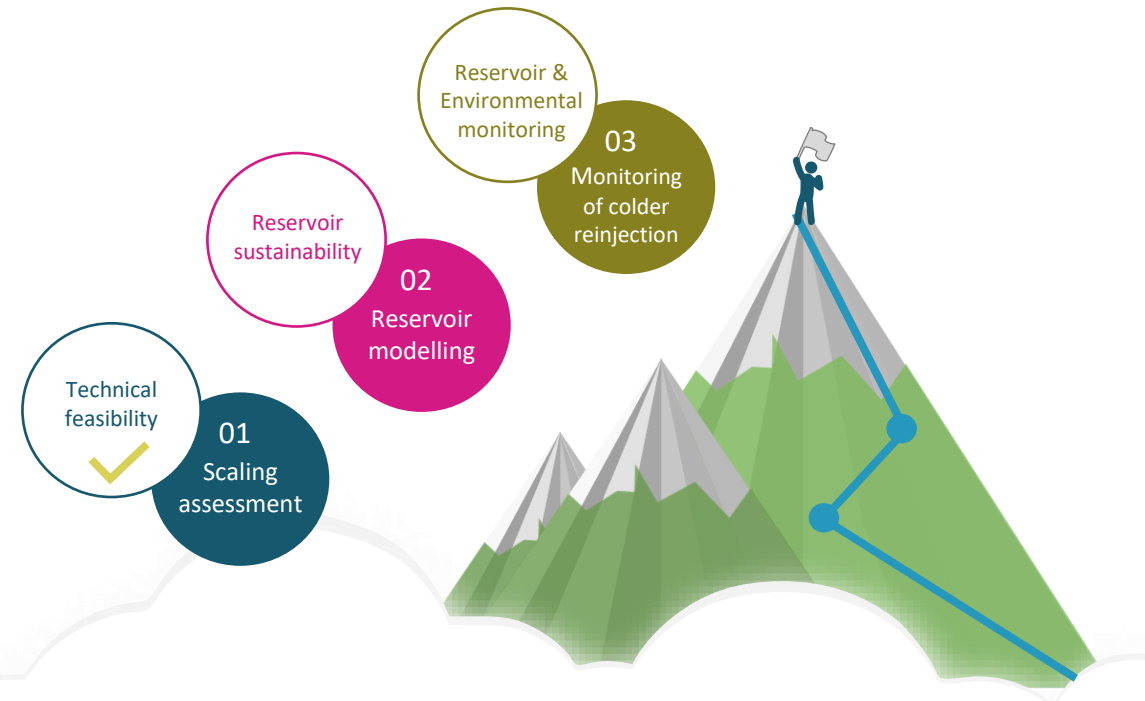 Technical
feasibility
01
Scaling
assessment
Reservoir
sustainability
02
Reservoir
modelling
Reservoir &
Environmental
monitoring
03
Monitoring
of colder
reinjection